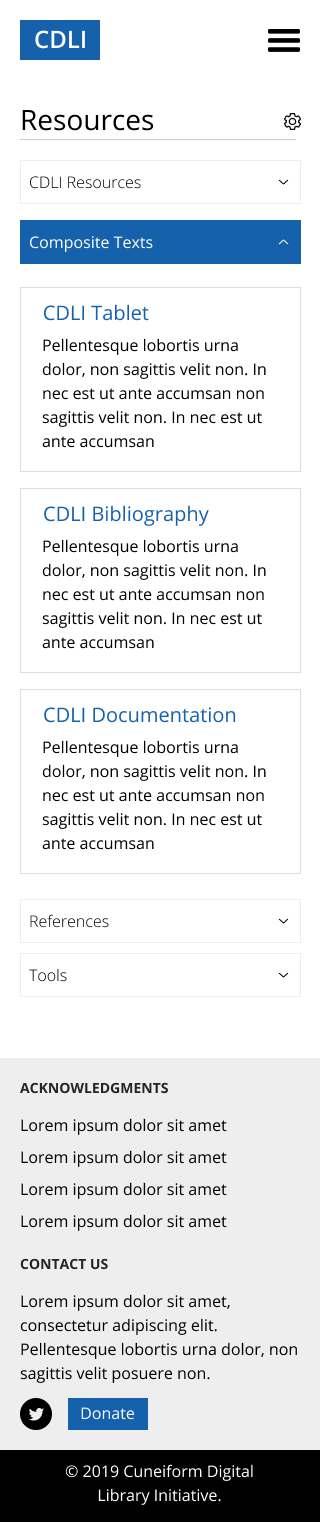 CDLI
Resources
CDLI Resources
Composite Texts
CDLI Tablet
Pellentesque lobortis urna
dolor, non sagittis velit non. In
nec est ut ante accumsan non
sagittis velit non. In nec est ut
ante accumsan
CDLI Bibliography
Pellentesque lobortis urna
dolor, non sagittis velit non. In
nec est ut ante accumsan non
sagittis velit non. In nec est ut
ante accumsan
CDLI Documentation
Pellentesque lobortis urna
dolor, non sagittis velit non. In
nec est ut ante accumsan non
sagittis velit non. In nec est ut
ante accumsan
References
Tools
ACKNOWLEDGMENTS
Lorem ipsum dolor sit amet
Lorem ipsum dolor sit amet
Lorem ipsum dolor sit amet
Lorem ipsum dolor sit amet
CONTACT US
Lorem ipsum dolor sit amet,
consectetur adipiscing elit.
Pellentesque lobortis urna dolor, non
sagittis velit posuere non.
Donate
© 2019 Cuneiform Digital
Library Initiative.